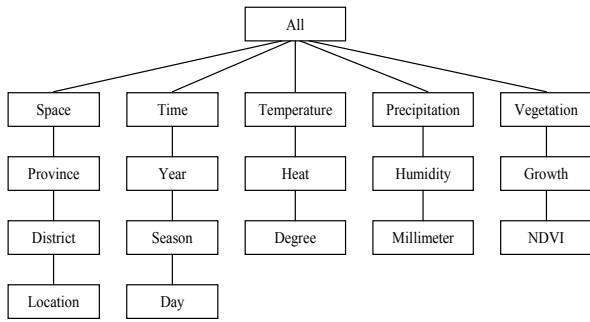 All
Space Time Temperature Precipitation Vegetation
Province Year Heat Humidity Growth
District Season Degree Millimeter NDVI
Location Day